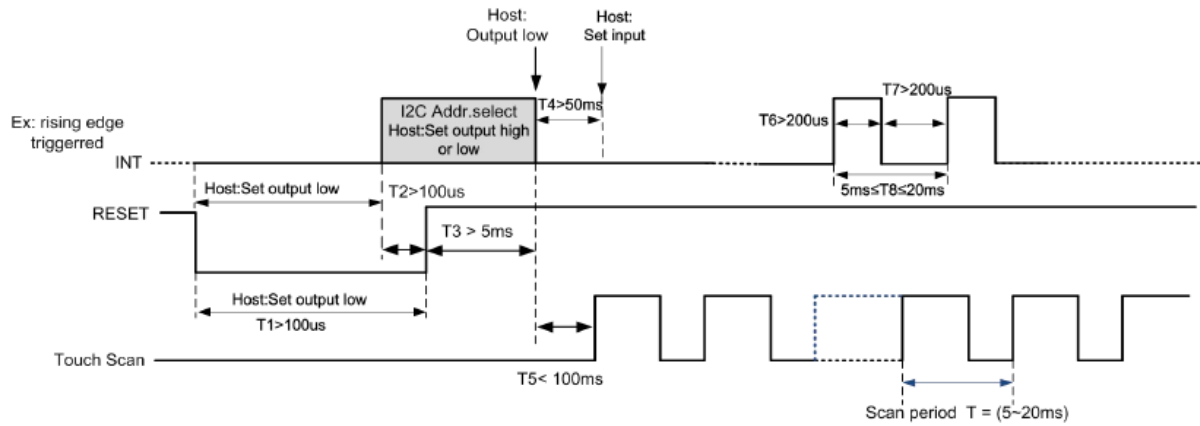 Host:
Output low
Host:
Set input
Ex: rising edge
trigerred
INT
I2C Addr.select
Host:Set output high
or low
T4>50ms
T7>200us
T6>200us
5ms≤T8≤20ms
Host:Set output low
T2>100us
RESET
T3 > 5ms
Host:Set output low
T1>100us
Touch Scan
T5< 100ms
Scan period T = (5~20ms)